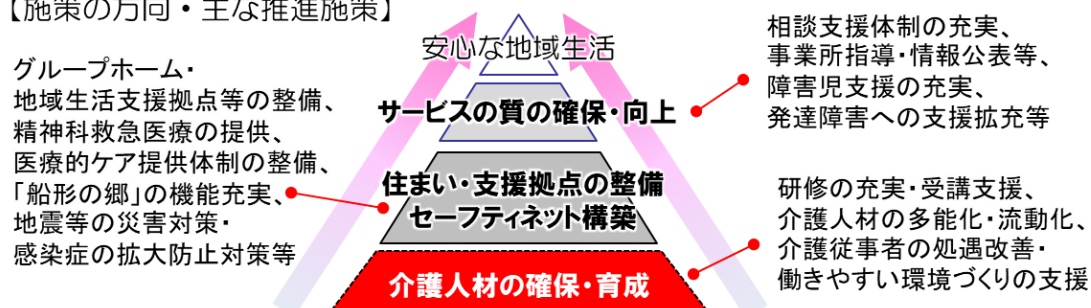 【施策の方向・主な推進施策】
グループホーム・
地域生活支援拠点等の整備、
精神科救急医療の提供、
医療的ケア提供体制の整備、
「船形の郷」の機能充実、
地震等の災害対策・
感染症の拡大防止対策等
安心な地域生活
サービスの質の確保・向上
住まい・支援拠点の整備
セーフティネット構築
介護人材の確保・育成
相談支援体制の充実、
事業所指導・情報公表等、
障害児支援の充実、
発達障害への支援拡充等
研修の充実・受講支援、
介護人材の多能化・流動化、
介護従事者の処遇改善・
働きやすい環境づくりの支援